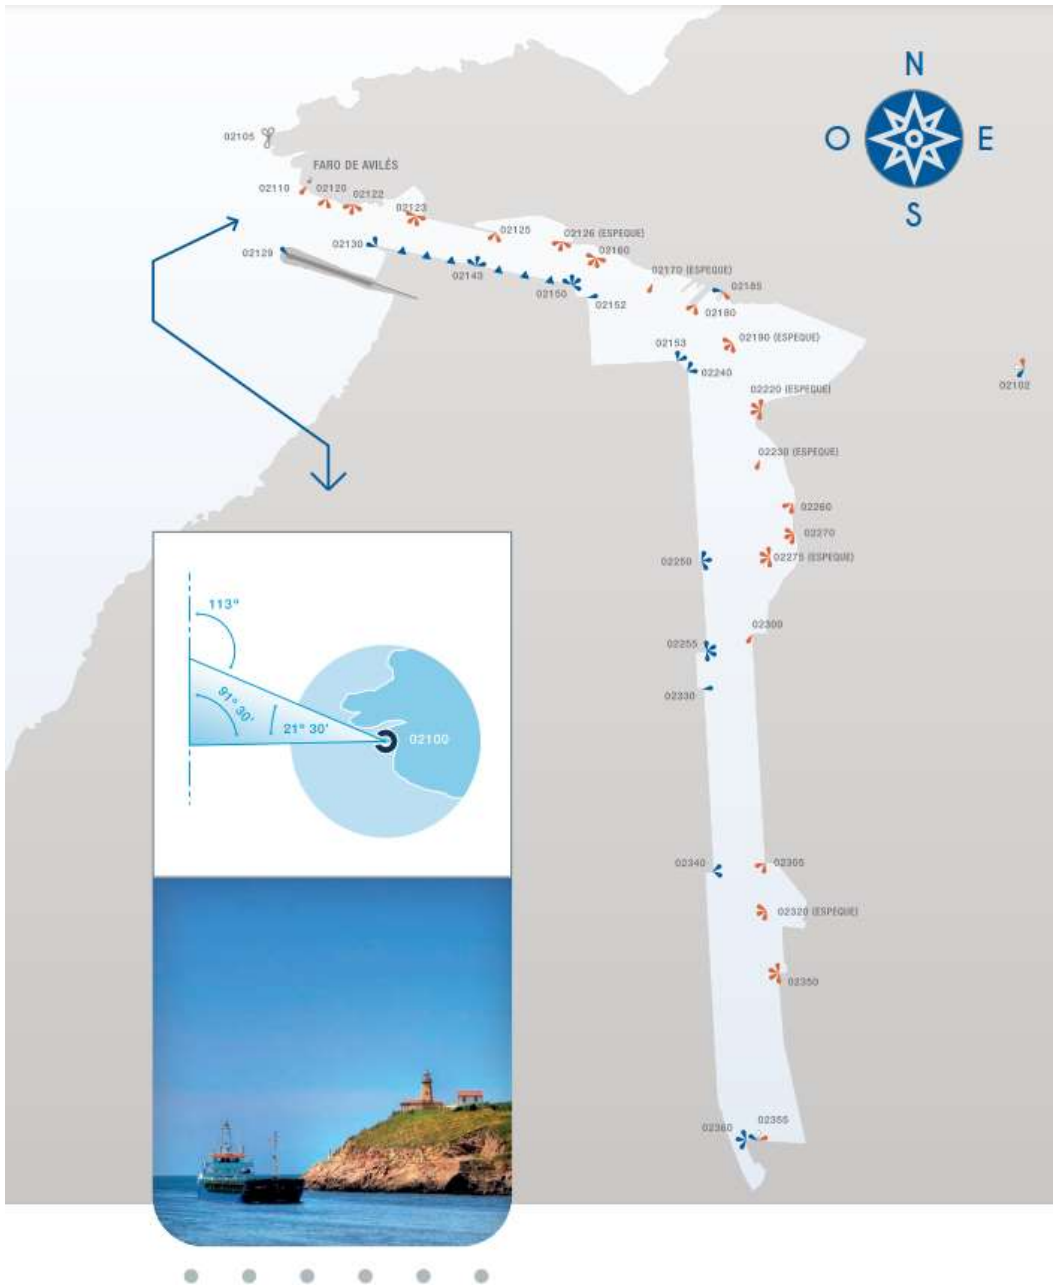 N
O
E
S
02105
FARO DE AVILÉS
02110
02120
02122
02123
02125
02126 (ESPEQUE)
02160
02129
02130
02143
02150
02152
02170 (ESPEQUE)
02185
02180
02190 (ESPEQUE)
02153
02240
02102
02220 (ESPEQUE)
02230 (ESPEQUE)
02260
02270
02250
02275 (ESPEQUE)
02300
02255
02330
113°
91° 30'
21° 30'
02100
02340
02305
02320 (ESPEQUE)
02350
02360
02355